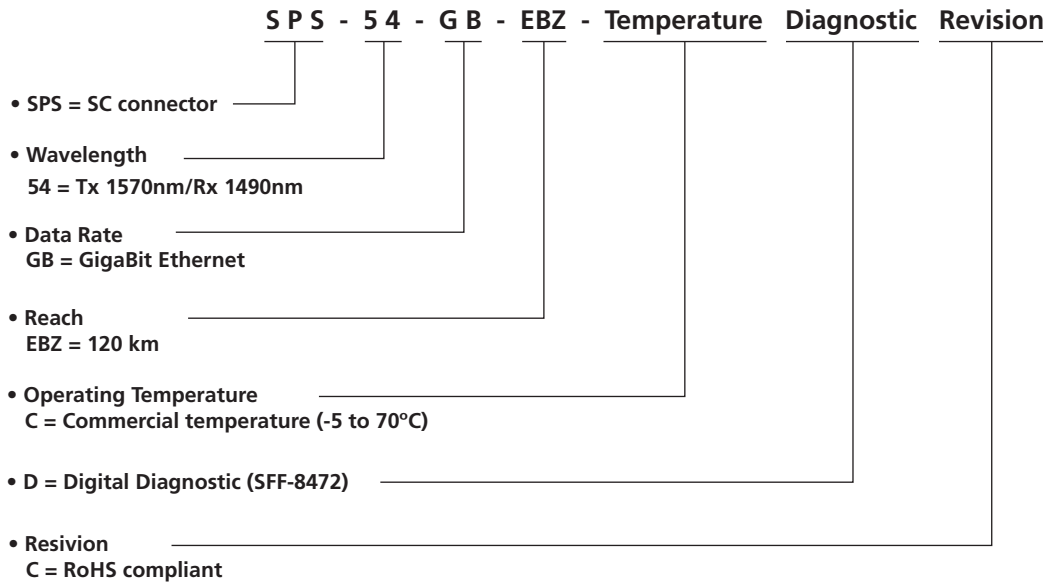 S P S - 5 4 - G B - EBZ - Temperature Diagnostic Revision
• SPS = SC connector
• Wavelength
54 = Tx 1570nm/Rx 1490nm
• Data Rate
GB = GigaBit Ethernet
• Reach
EBZ = 120 km
• Operating Temperature
C = Commercial temperature (-5 to 70ºC)
• D = Digital Diagnostic (SFF-8472)
• Resivion
C = RoHS compliant